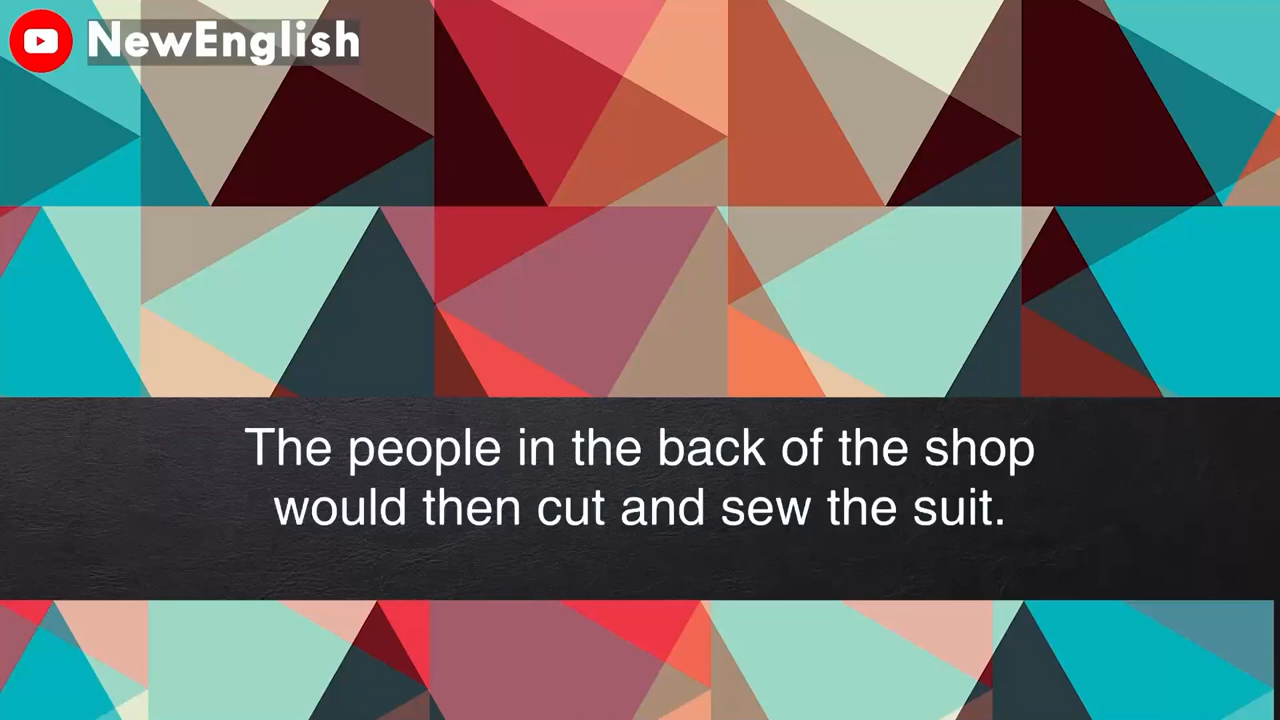 NewEnglish
The people in the back of the shop
would then cut and sew the suit.